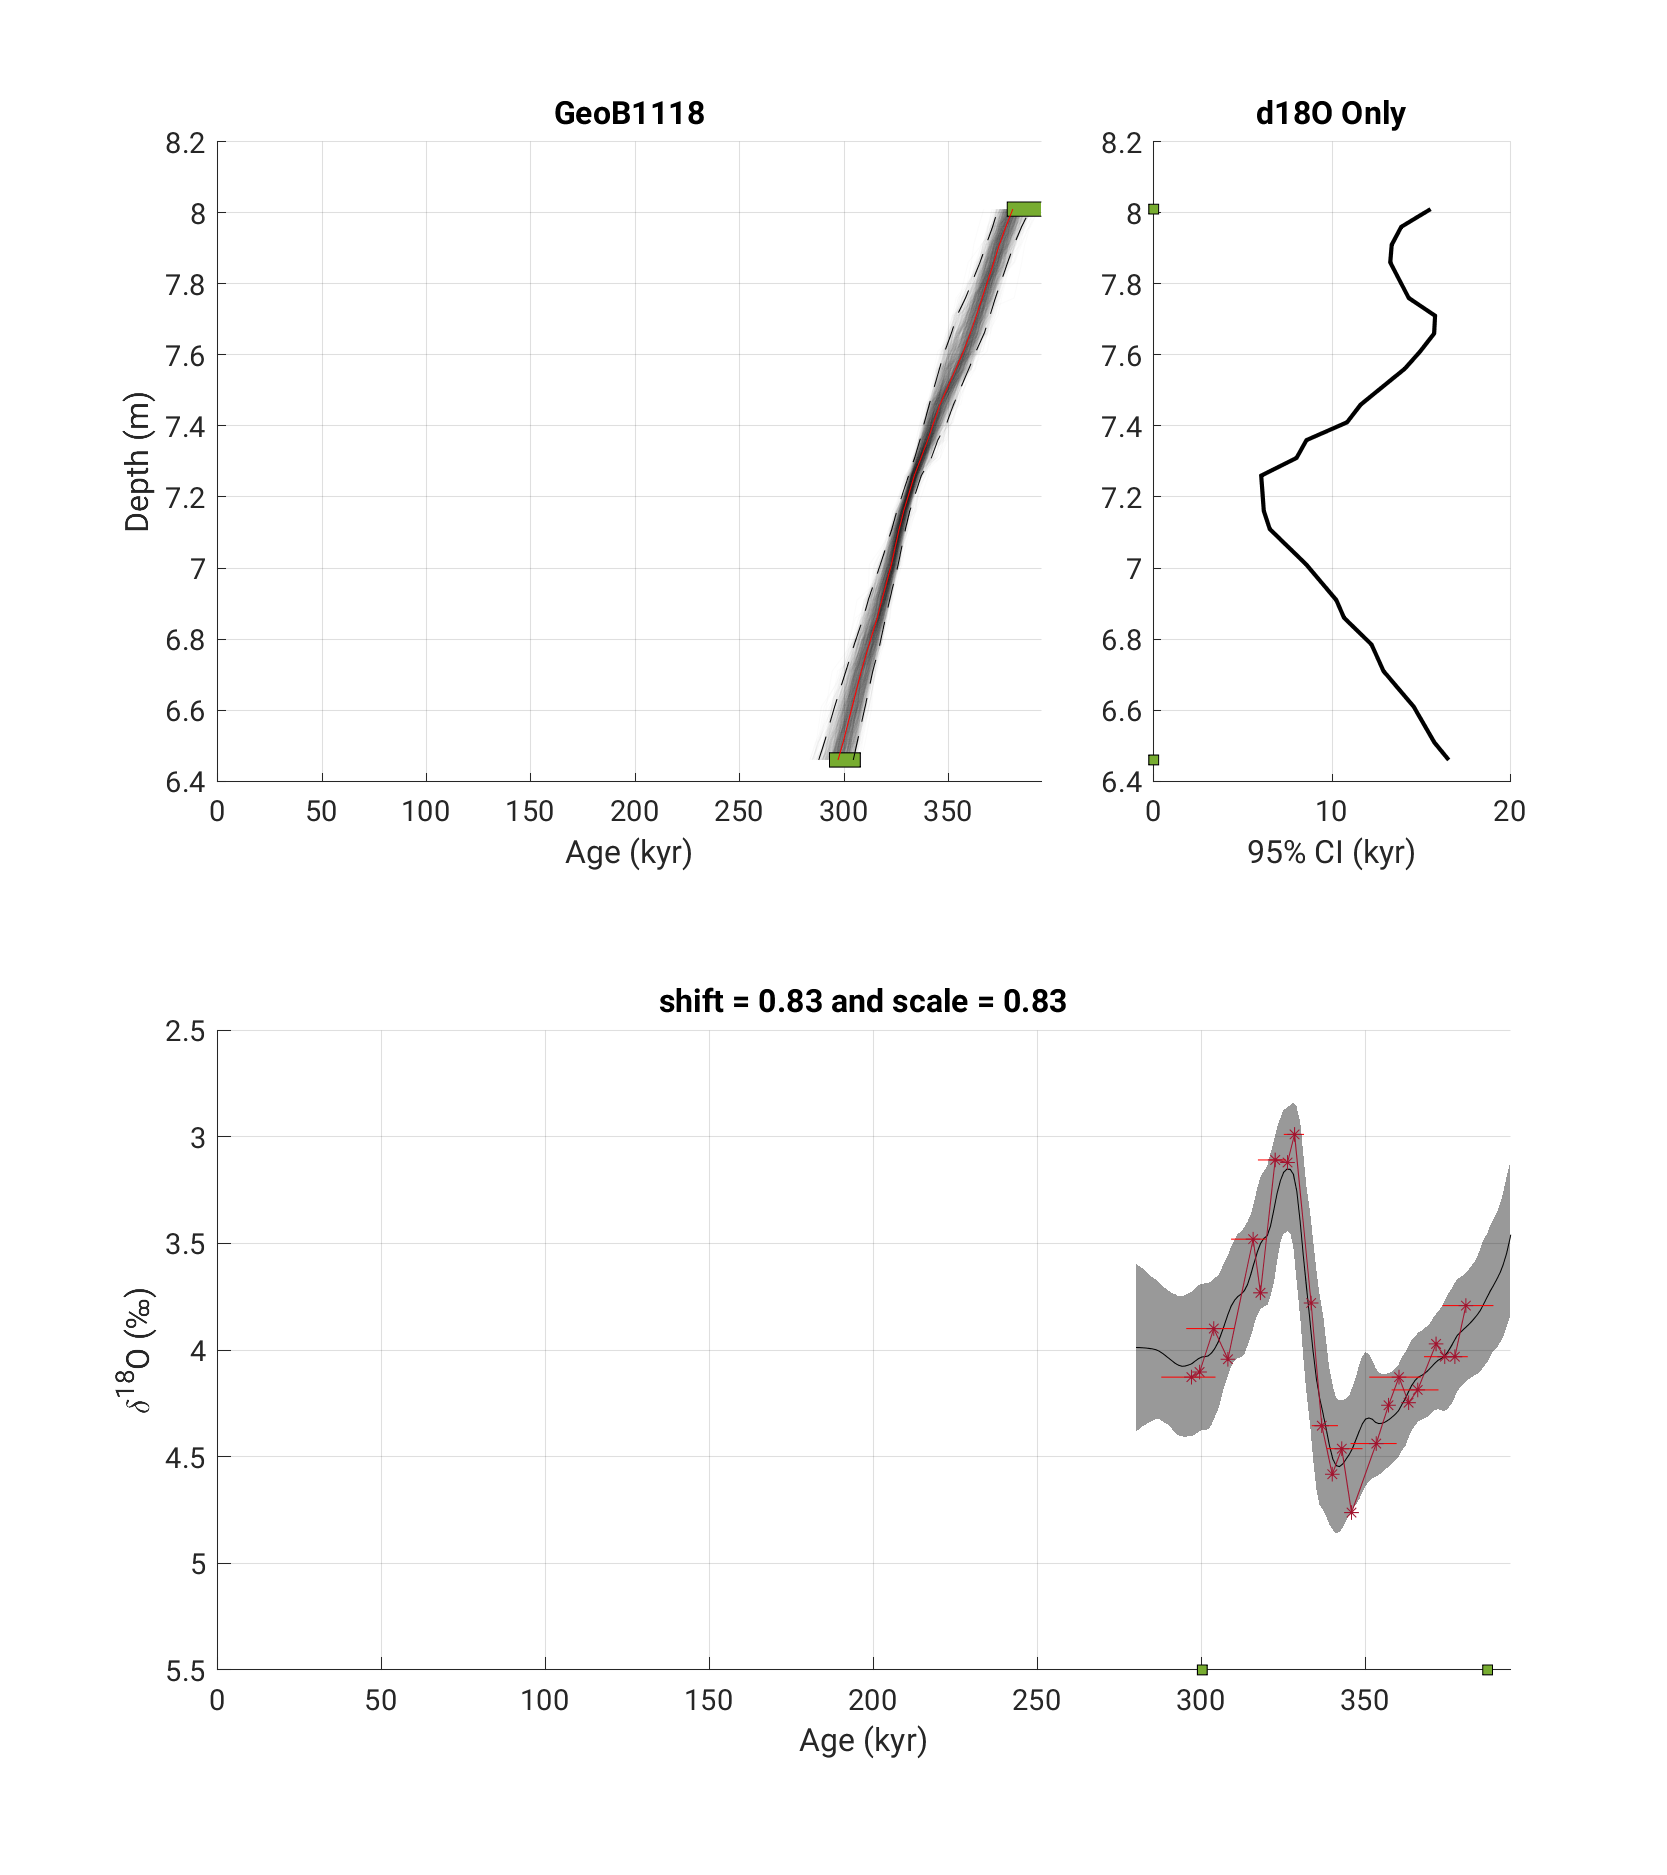 GeoB1118
d18O Only
8.2
8
7.8
7.6
7.4
7.2
7
6.8
6.6
6.4
Depth (m)
0 50 100 150 200 250 300 350
Age (kyr)
8.2
8
7.8
7.6
7.4
7.2
7
6.8
6.6
6.4
0 10 20
95% CI (kyr)
shift = 0.83 and scale = 0.83
2.5
3
3.5
4
4.5
5
5.5
δ¹⁸O (‰)
0 50 100 150 200 250 300 350
Age (kyr)